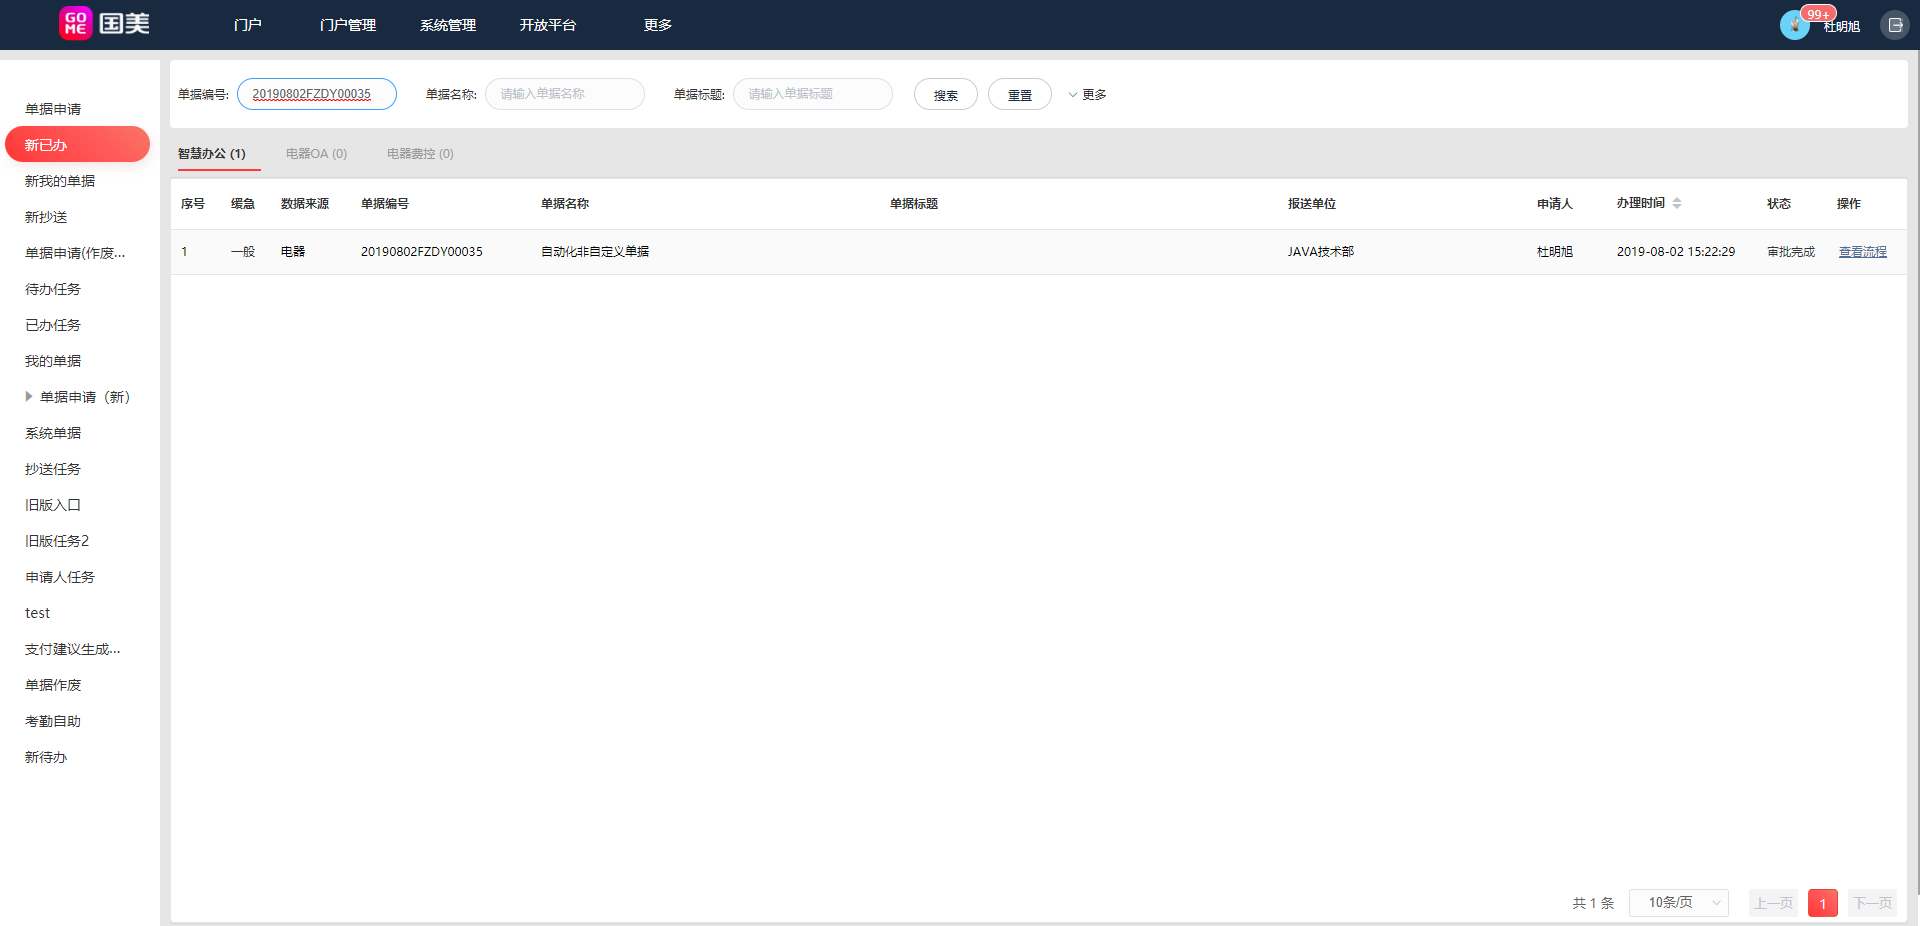 GO
ME 国美 门户 门户管理 系统管理 开放平台 更多 99+ 杜明旭
单据编号: 20190802FZDY00035 单据名称: 请输入单据名称 单据标题: 请输入单据标题 搜索 重置 更多
单据申请
新已办
新我的单据
新抄送
单据申请(作废...
待办任务
已办任务
我的单据
单据申请（新）
系统单据
抄送任务
旧版入口
旧版任务2
申请人任务
test
支付建议生成...
单据作废
考勤自助
新待办
智慧办公 (1) 电器OA (0) 电器费控 (0)
序号 缓急 数据来源 单据编号 单据名称 单据标题 报送单位 申请人 办理时间 状态 操作
1 一般 电器 20190802FZDY00035 自动化非自定义单据 JAVA技术部 杜明旭 2019-08-02 15:22:29 审批完成 查看流程
共 1 条 10条/页 上一页 1 下一页